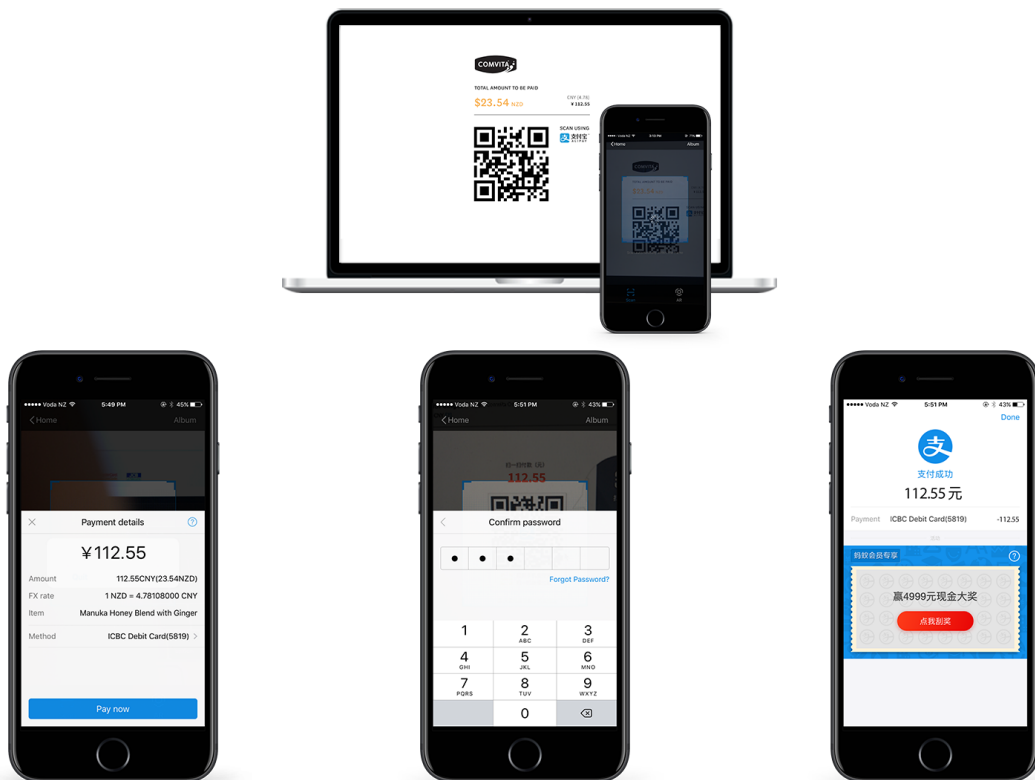 COMVITA
TOTAL AMOUNT TO BE PAID
$23.54 NZD
CNY (4.78)
¥ 112.55
SCAN USING
支付宝
ALIPAY
Voda NZ
Home
Album
Voda NZ 5:49 PM 45%
Home Album
Payment details
¥112.55
Amount 112.55CNY(23.54NZD)
FX rate 1 NZD = 4.78108000 CNY
Item Manuka Honey Blend with Ginger
Method ICBC Debit Card(5819)
Pay now
Voda NZ 5:51 PM 43%
Home Album
112.55
Confirm password
Forgot Password?
1 2 3
ABC DEF
4 5 6
GHI JKL MNO
7 8 9
PQRS TUV WXYZ
0
Voda NZ 5:51 PM 43%
Done
支
支付成功
112.55 元
Payment ICBC Debit Card(5819) -112.55
蚂蚁会员专享
赢4999元现金大奖
点我刮奖